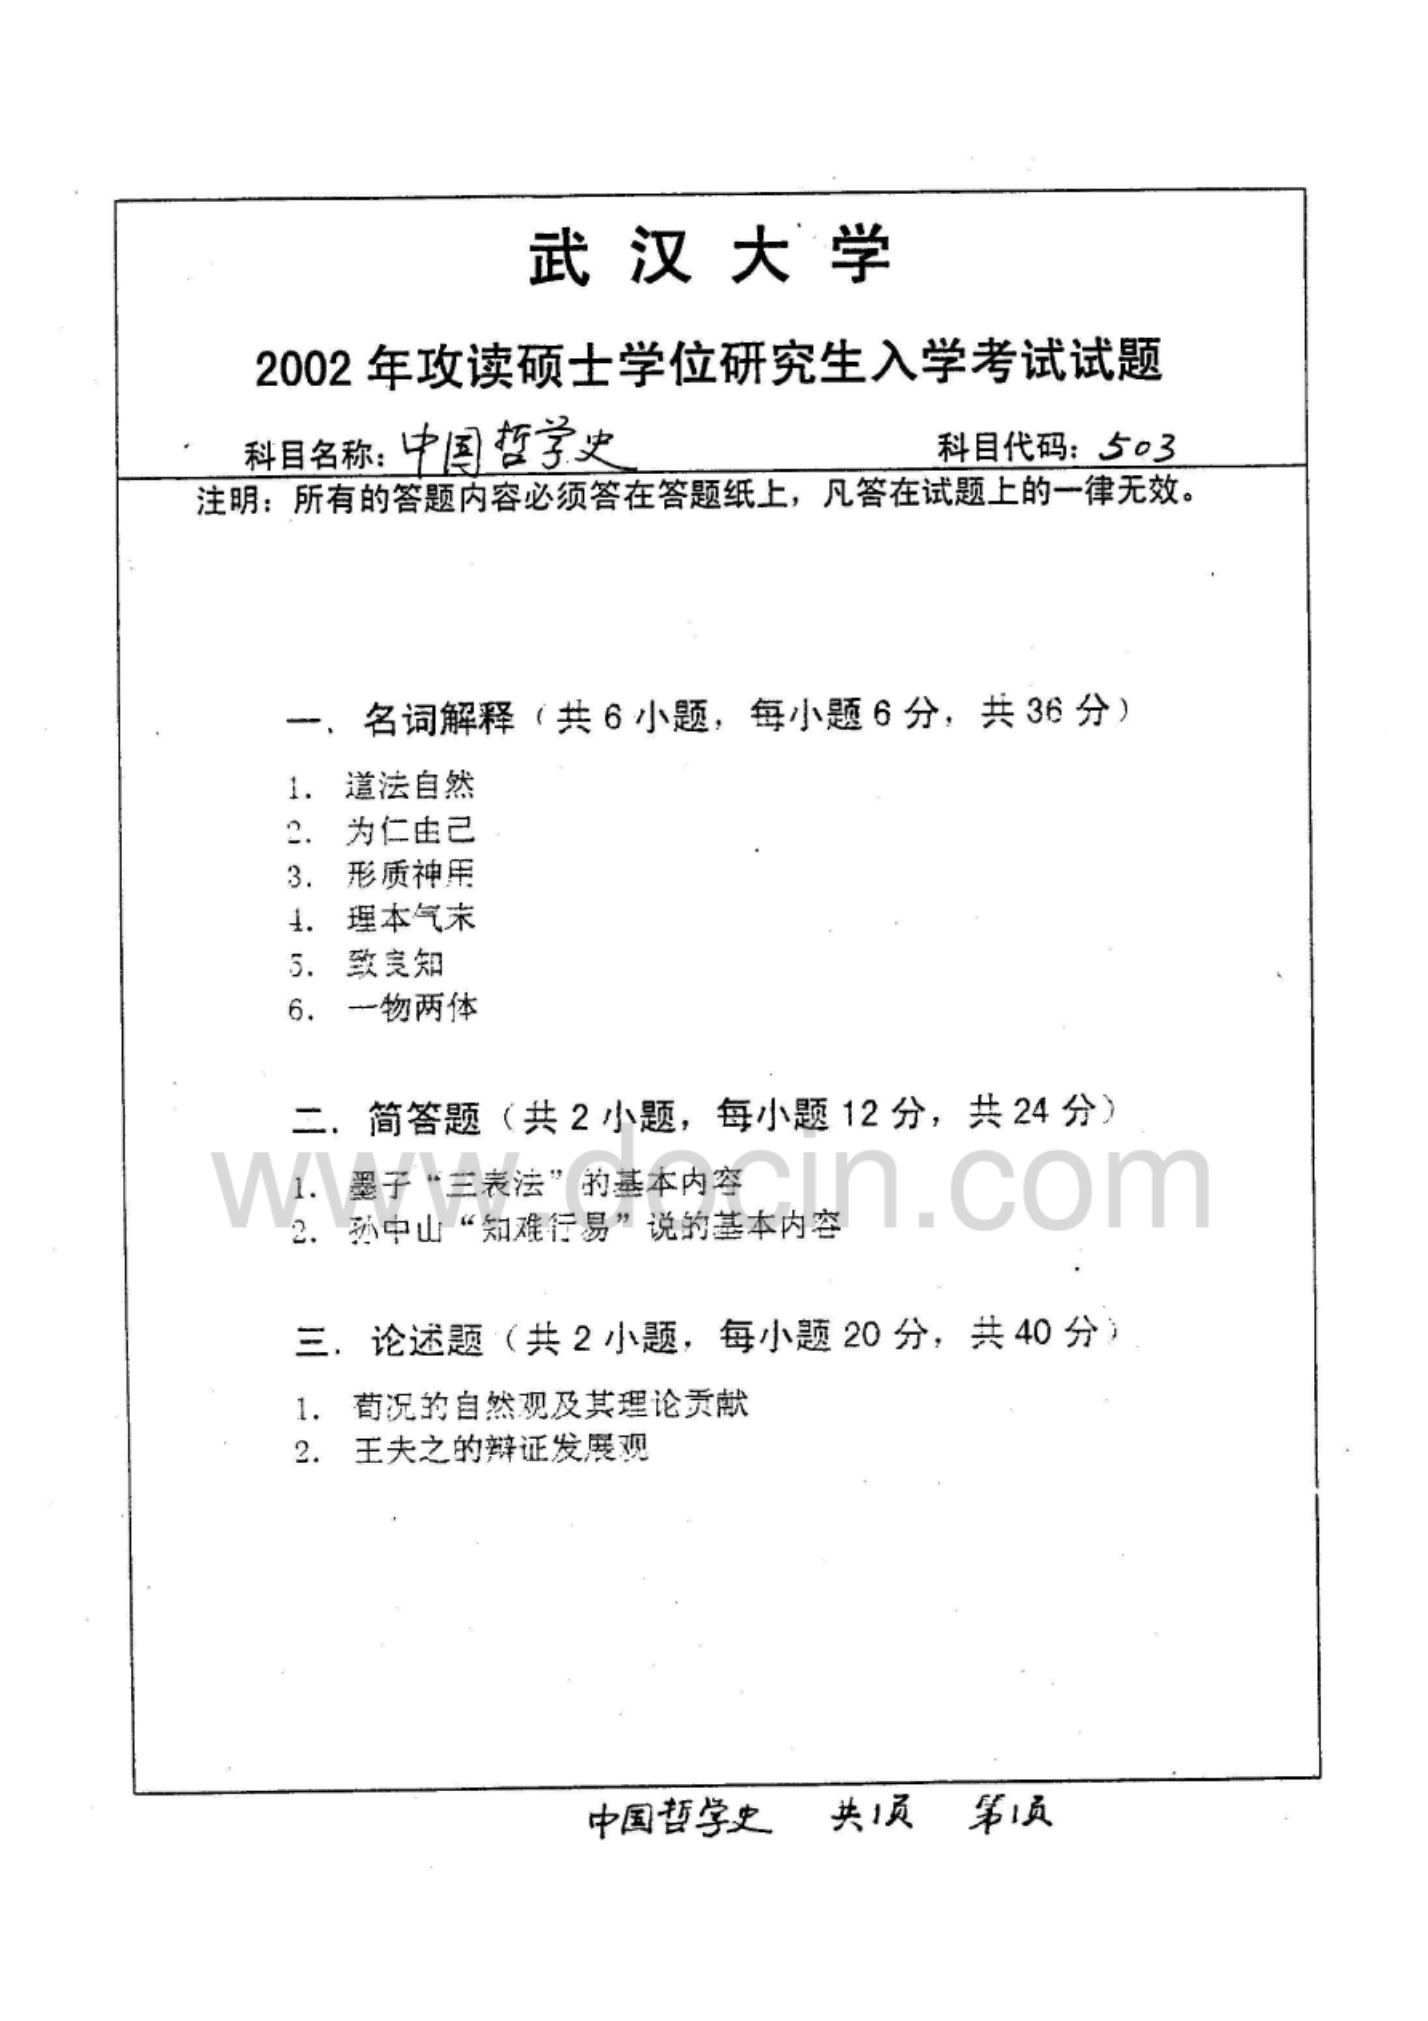 武汉大学
2002年攻读硕士学位研究生入学考试试题
科目名称：中国哲学史 科目代码：503
注明：所有的答题内容必须答在答题纸上，凡答在试题上的一律无效。
一．名词解释（共6小题，每小题6分，共36分）
1． 道法自然
2． 为仁由己
3． 形质神用
4． 理本气末
5． 致良知
6． 一物两体
二．简答题（共2小题，每小题12分，共24分）
www.docin.com
1． 墨子“三表法”的基本内容
2． 孙中山“知难行易”说的基本内容
三．论述题（共2小题，每小题20分，共40分）
1． 荀况的自然观及其理论贡献
2． 王夫之的辩证发展观
中国哲学史 共1页 第1页